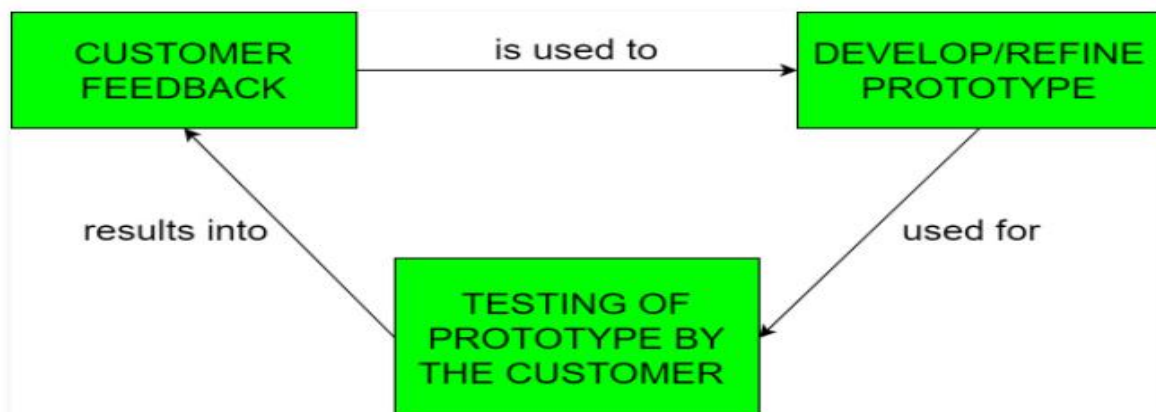 CUSTOMER
FEEDBACK
is used to
DEVELOP/REFINE
PROTOTYPE
results into
used for
TESTING OF
PROTOTYPE BY
THE CUSTOMER